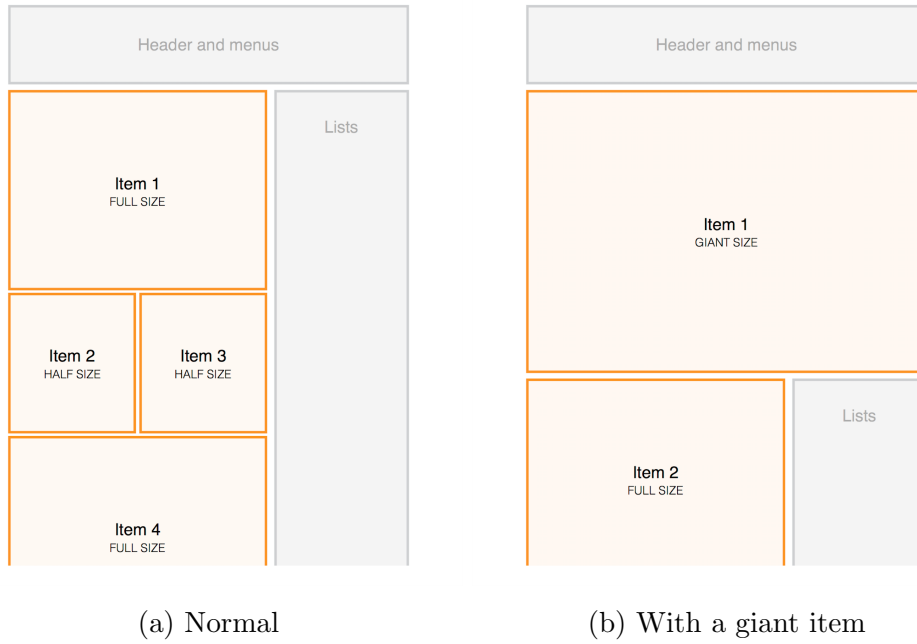 Header and menus
Lists
Item 1
FULL SIZE
Item 2
HALF SIZE
Item 3
HALF SIZE
Item 4
FULL SIZE
(a) Normal
Header and menus
Item 1
GIANT SIZE
Item 2
FULL SIZE
Lists
(b) With a giant item